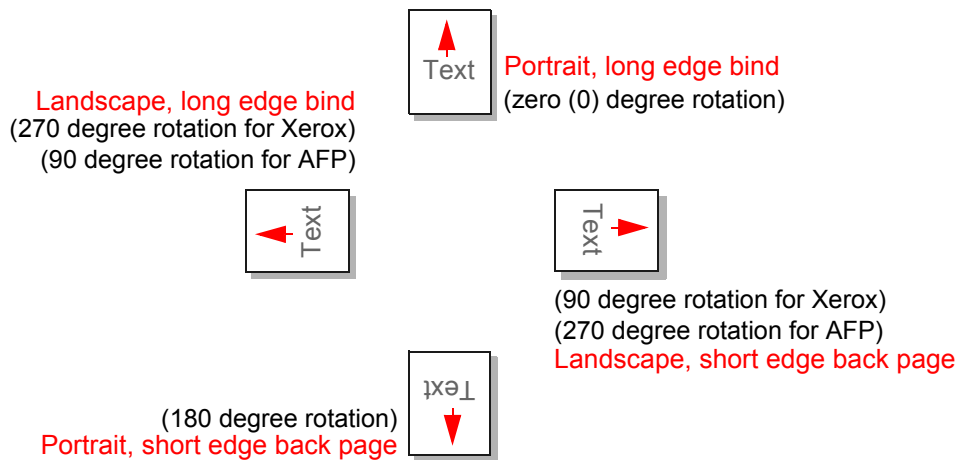 Text
Portrait, long edge bind
(zero (0) degree rotation)
Landscape, long edge bind
(270 degree rotation for Xerox)
(90 degree rotation for AFP)
Text
Text
(90 degree rotation for Xerox)
(270 degree rotation for AFP)
Landscape, short edge back page
Text
(180 degree rotation)
Portrait, short edge back page